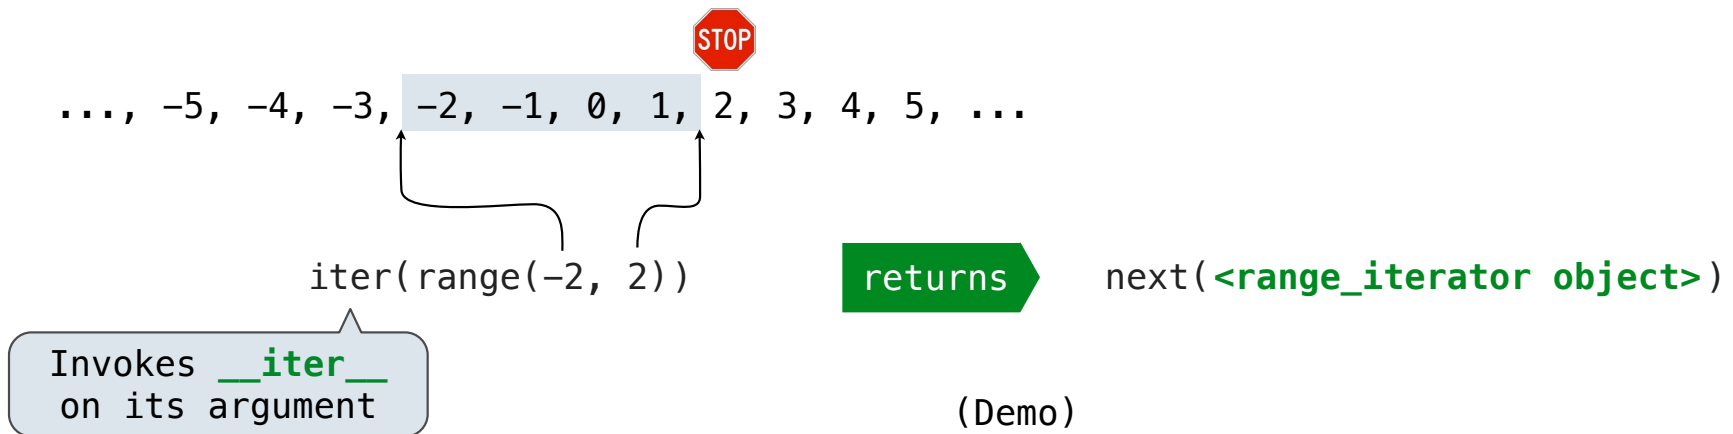 STOP
..., −5, −4, −3, −2, −1, 0, 1, 2, 3, 4, 5, ...
iter(range(−2, 2))
returns
next(<range_iterator object>)
Invokes __iter__
on its argument
(Demo)